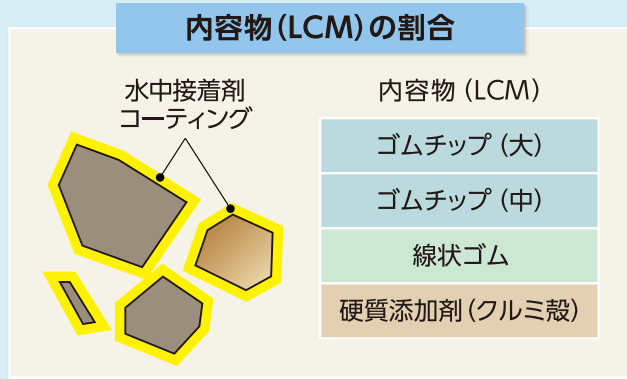 内容物(LCM)の割合
水中接着剤
コーティング
内容物(LCM)
ゴムチップ(大)
ゴムチップ(中)
線状ゴム
硬質添加剤(クルミ殻)